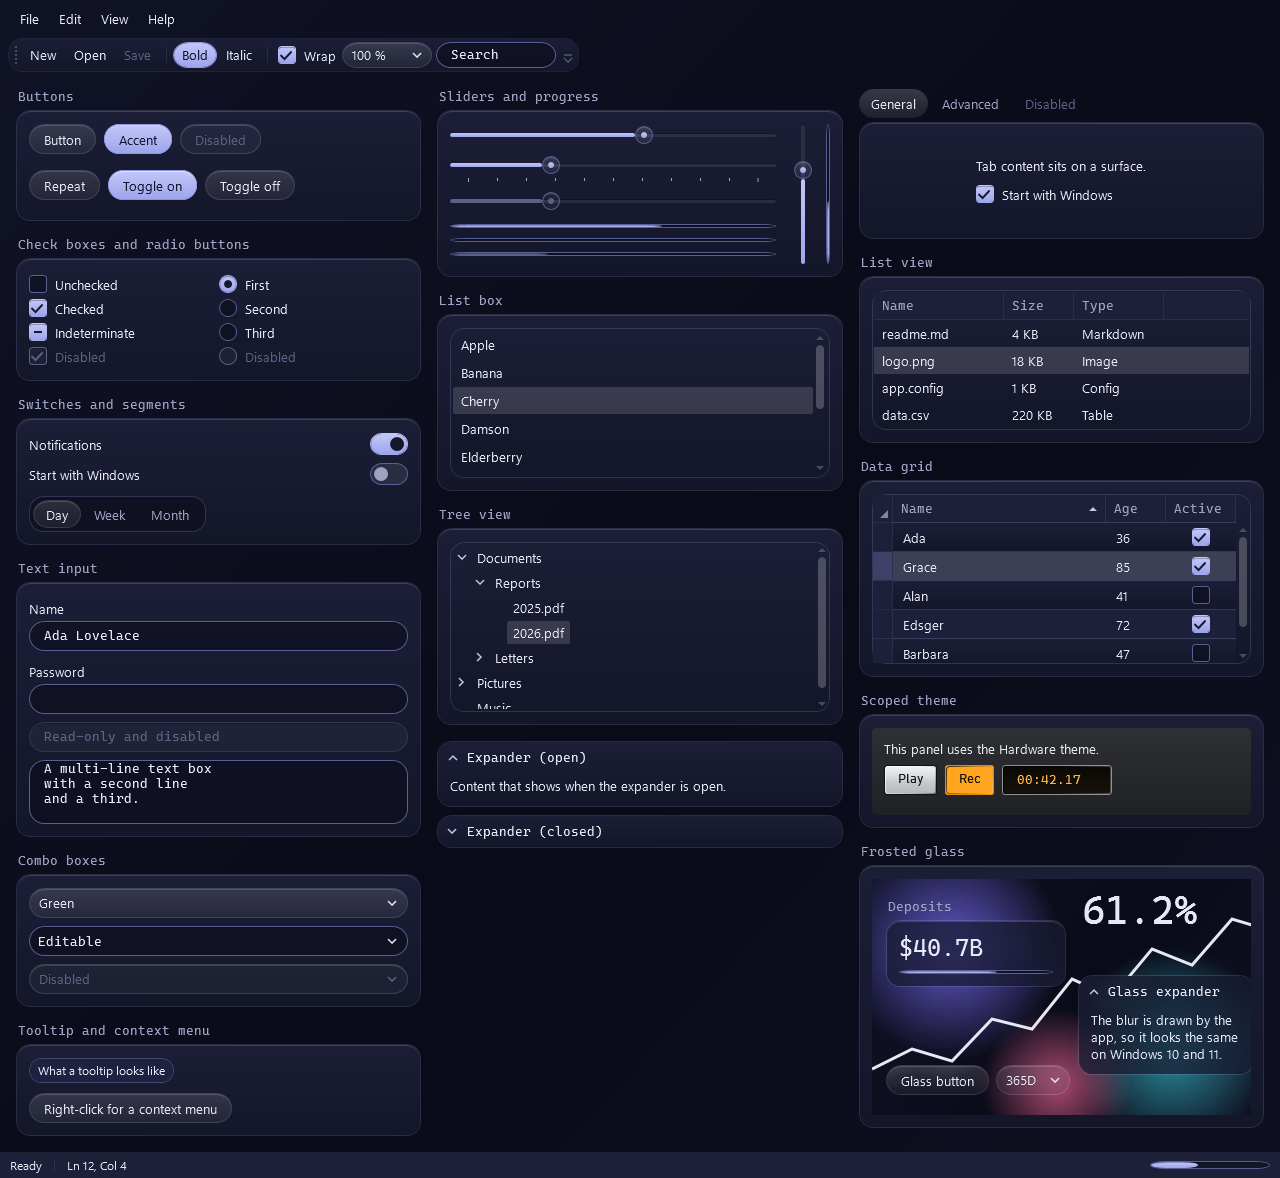 File Edit View Help
New Open Save Bold Italic Wrap 100 % Search
Buttons
Button Accent Disabled
Repeat Toggle on Toggle off
Check boxes and radio buttons
Unchecked First
Checked Second
Indeterminate Third
Disabled Disabled
Switches and segments
Notifications
Start with Windows
Day Week Month
Text input
Name
Ada Lovelace
Password
Read-only and disabled
A multi-line text box
with a second line
and a third.
Combo boxes
Green
Editable
Disabled
Tooltip and context menu
What a tooltip looks like
Right-click for a context menu
Sliders and progress
List box
Apple
Banana
Cherry
Damson
Elderberry
Tree view
Documents
Reports
2025.pdf
2026.pdf
Letters
Pictures
Music
Expander (open)
Content that shows when the expander is open.
Expander (closed)
General Advanced Disabled
Tab content sits on a surface.
Start with Windows
List view
Name Size Type
readme.md 4 KB Markdown
logo.png 18 KB Image
app.config 1 KB Config
data.csv 220 KB Table
Data grid
Name Age Active
Ada 36
Grace 85
Alan 41
Edsger 72
Barbara 47
Scoped theme
This panel uses the Hardware theme.
Play Rec 00:42.17
Frosted glass
Deposits
$40.7B
61.2%
Glass expander
The blur is drawn by the
app, so it looks the same
on Windows 10 and 11.
Glass button 365D
Ready Ln 12, Col 4